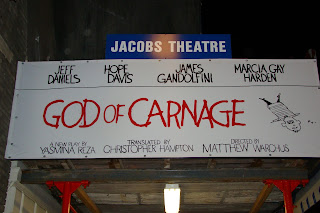 JACOBS THEATRE
JEFF DANIELS
HOPE DAVIS
JAMES GANDOLFINI
MARCIA GAY HARDEN
GOD OF CARNAGE
A NEW PLAY BY YASMINA REZA
TRANSLATED BY CHRISTOPHER HAMPTON
DIRECTED BY MATTHEW WARCHUS